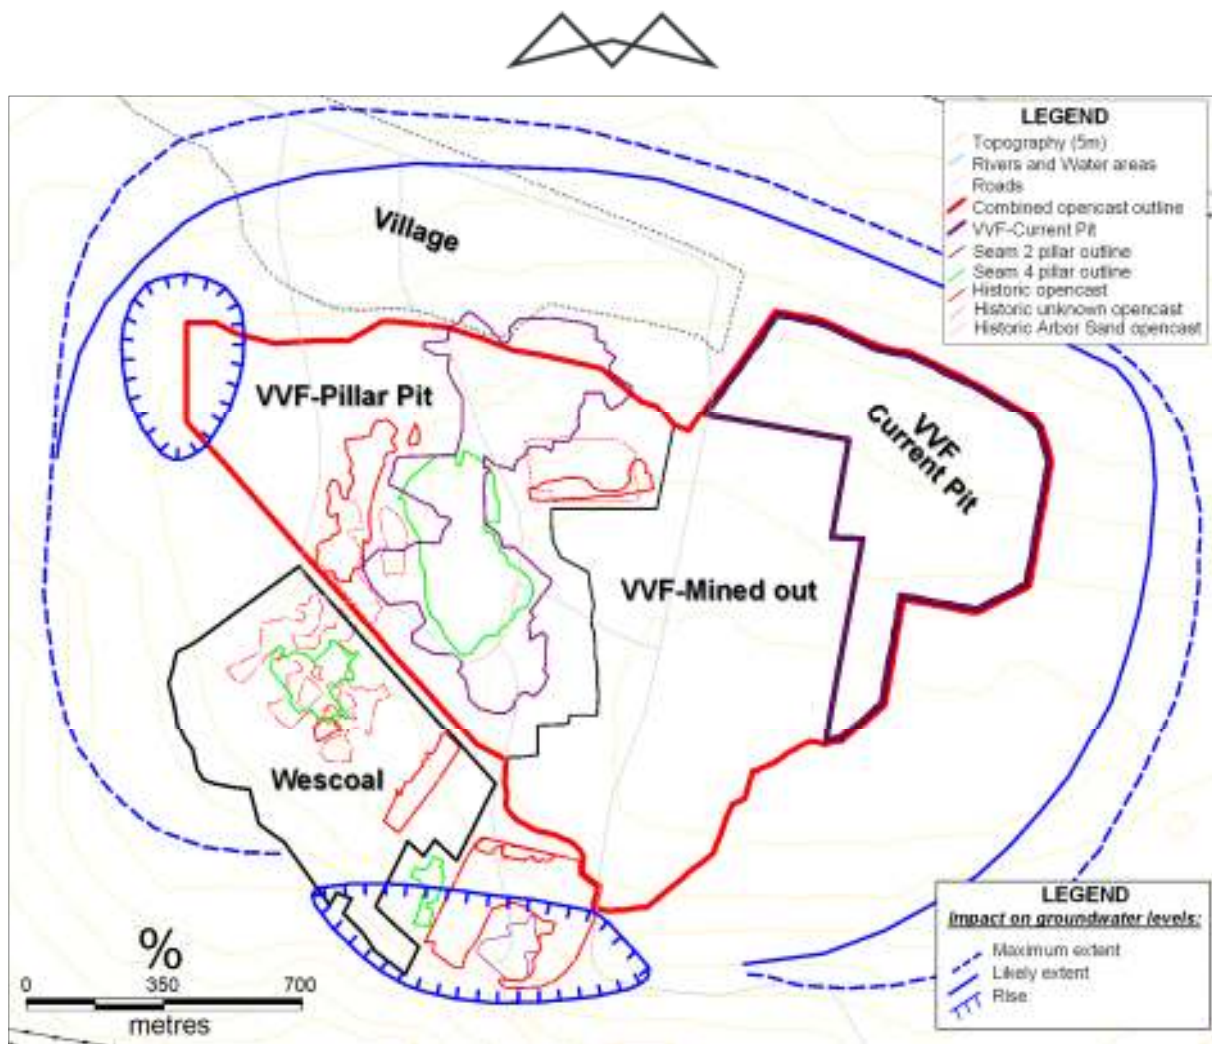 LEGEND
Topography (5m)
Rivers and Water areas
Roads
Combined opencast outline
VVF-Current Pit
Seam 2 pillar outline
Seam 4 pillar outline
Historic opencast
Historic unknown opencast
Historic Arbor Sand opencast
Village
VVF-Pillar Pit
VVF
Current Pit
VVF-Mined out
Wescoal
%
0 350 700
metres
LEGEND
Impact on groundwater levels:
Maximum extent
Likely extent
Rise